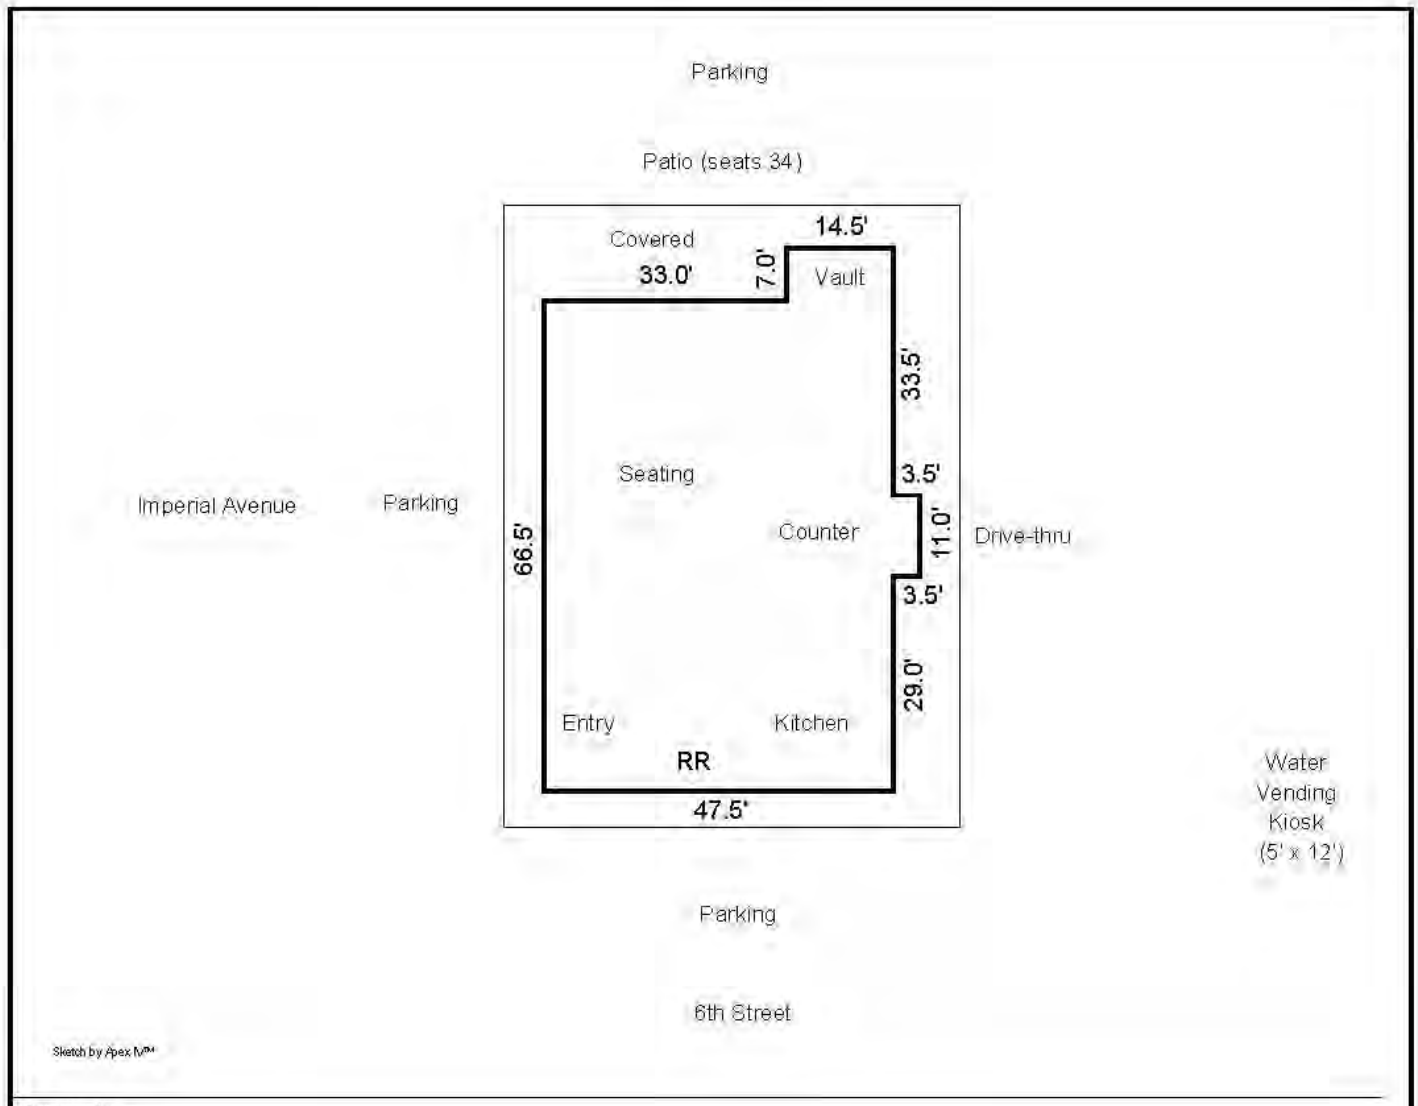 Parking
Patio (seats 34)
14.5'
Covered
33.0'
7.0'
Vault
33.5'
Seating
3.5'
Imperial Avenue
Parking
66.5'
Counter
11.0'
Drive-thru
3.5'
29.0'
Entry
Kitchen
RR
47.5'
Water
Vending
Kiosk
(5' x 12')
Parking
6th Street
Sketch by Apex IV™